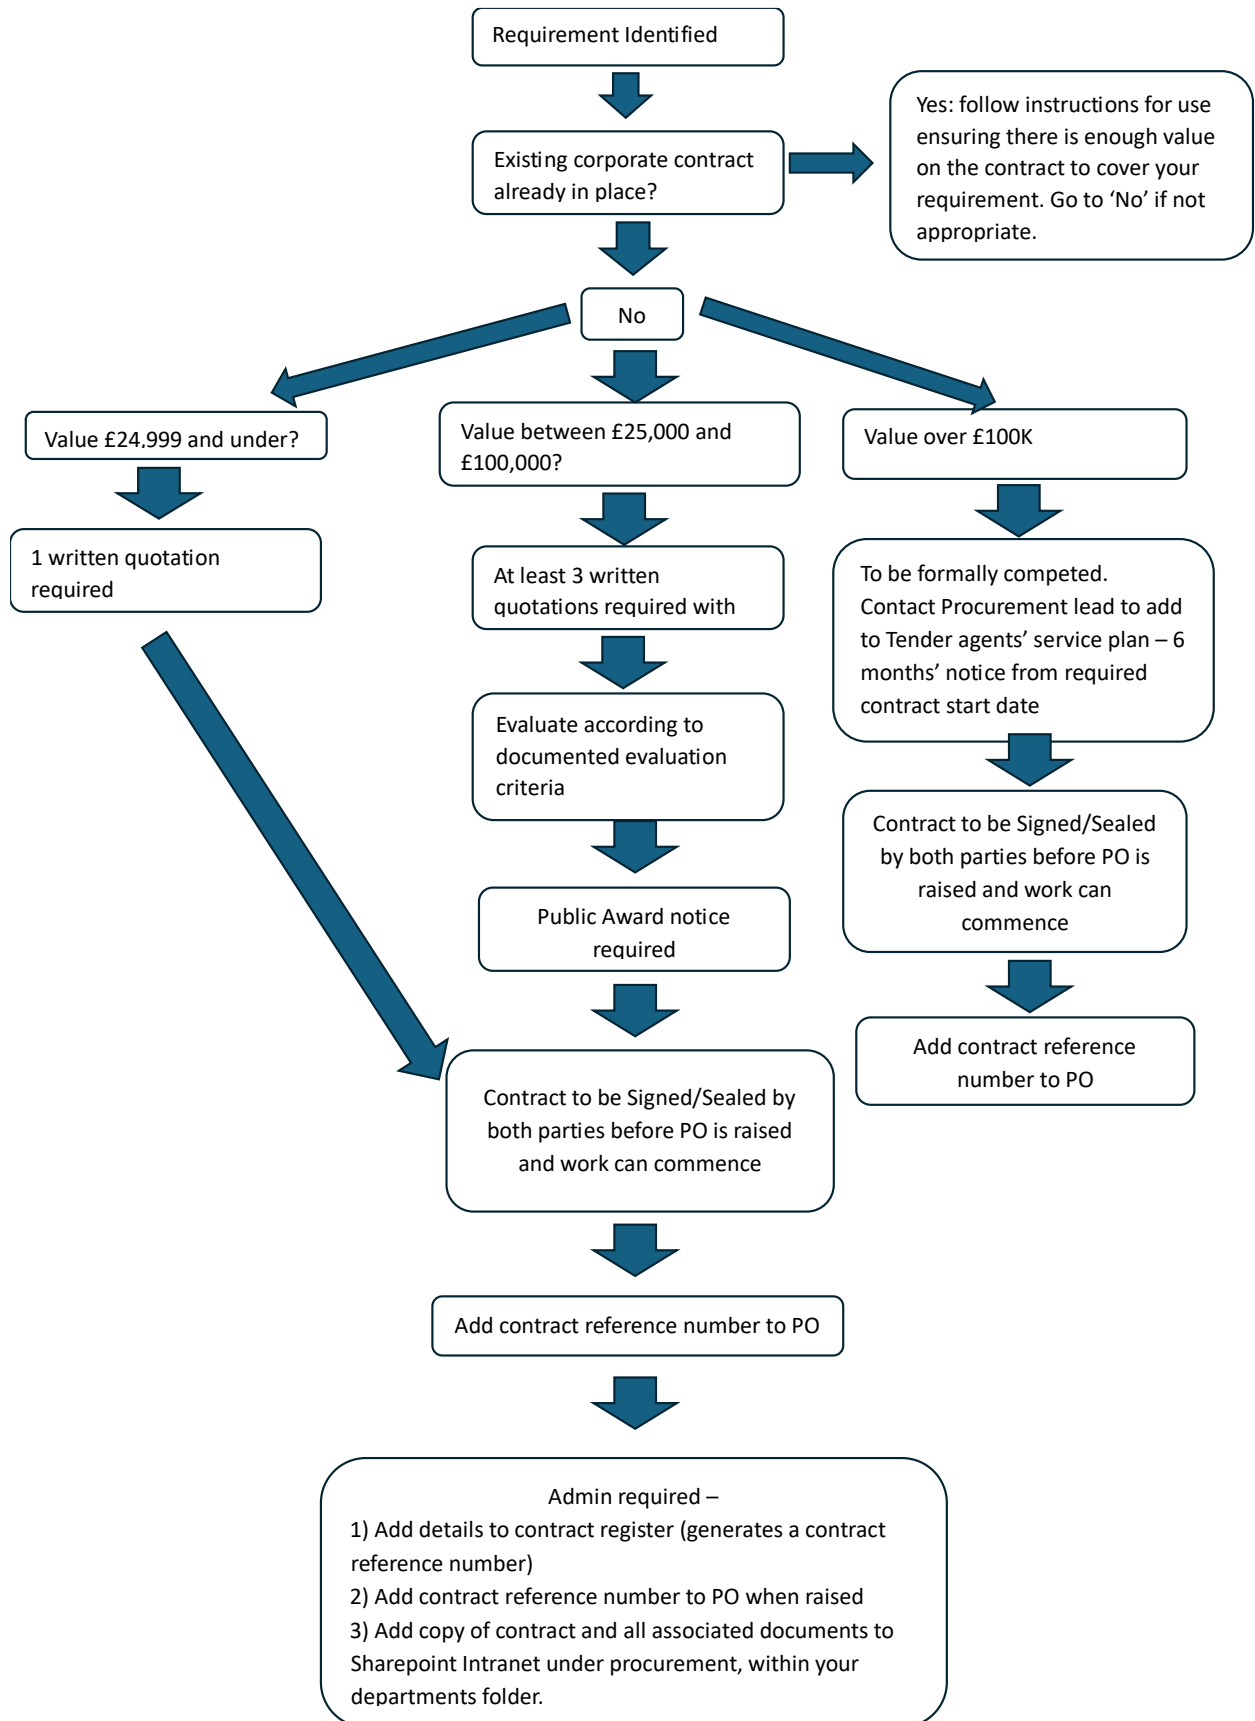 Requirement Identified
Yes: follow instructions for use
ensuring there is enough value
on the contract to cover your
requirement. Go to ‘No’ if not
appropriate.
Existing corporate contract
already in place?
No
Value £24,999 and under?
Value between £25,000 and
£100,000?
Value over £100K
1 written quotation
required
At least 3 written
quotations required with
To be formally competed.
Contact Procurement lead to add
to Tender agents’ service plan – 6
months’ notice from required
contract start date
Evaluate according to
documented evaluation
criteria
Contract to be Signed/Sealed
by both parties before PO is
raised and work can
commence
Public Award notice
required
Add contract reference
number to PO
Contract to be Signed/Sealed by
both parties before PO is raised
and work can commence
Add contract reference number to PO
Admin required –
1) Add details to contract register (generates a contract
reference number)
2) Add contract reference number to PO when raised
3) Add copy of contract and all associated documents to
Sharepoint Intranet under procurement, within your
departments folder.